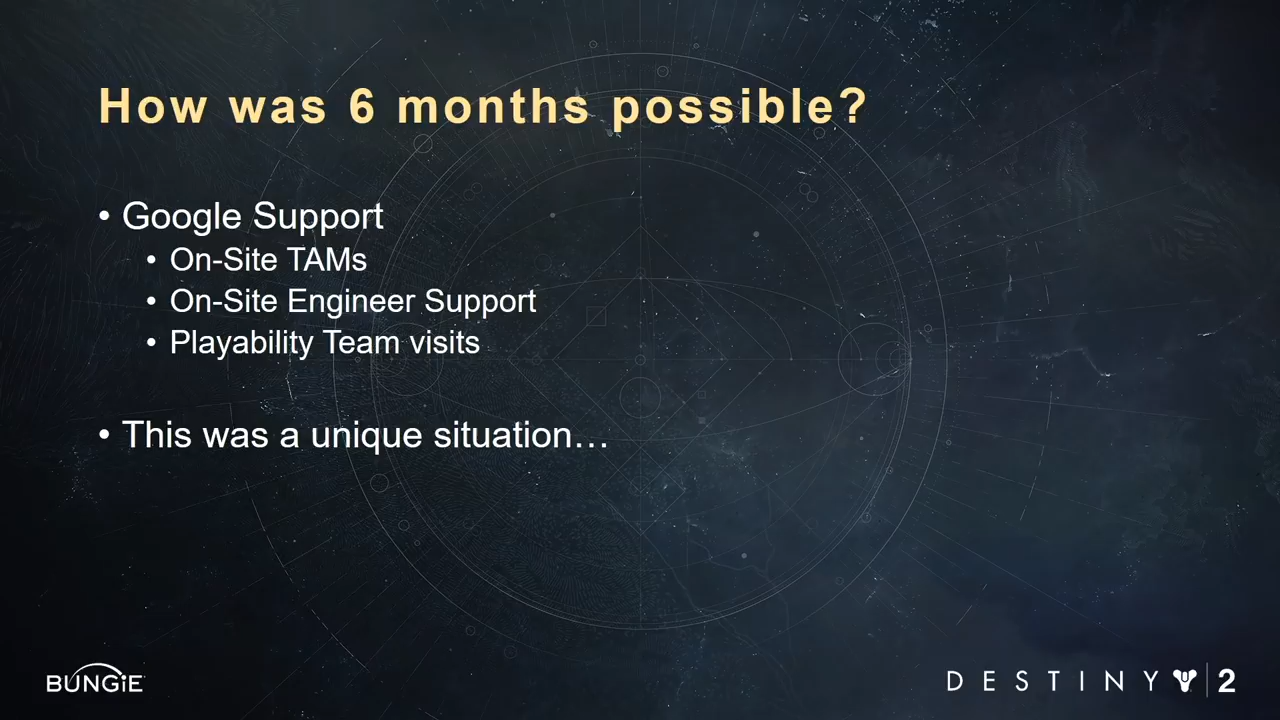 How was 6 months possible?
• Google Support
• On-Site TAMs
• On-Site Engineer Support
• Playability Team visits
• This was a unique situation…
BUNGiE
DESTINY 2